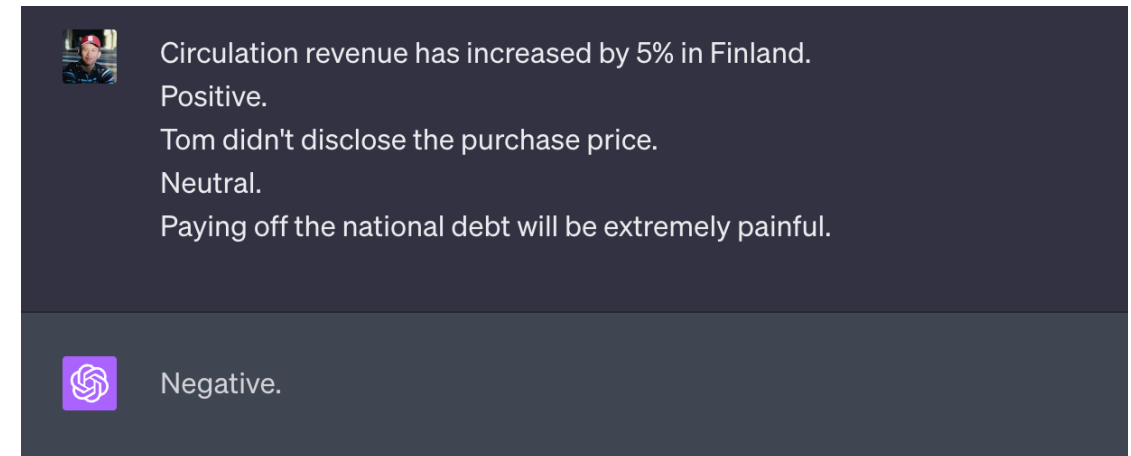 Circulation revenue has increased by 5% in Finland.
Positive.
Tom didn't disclose the purchase price.
Neutral.
Paying off the national debt will be extremely painful.
Negative.